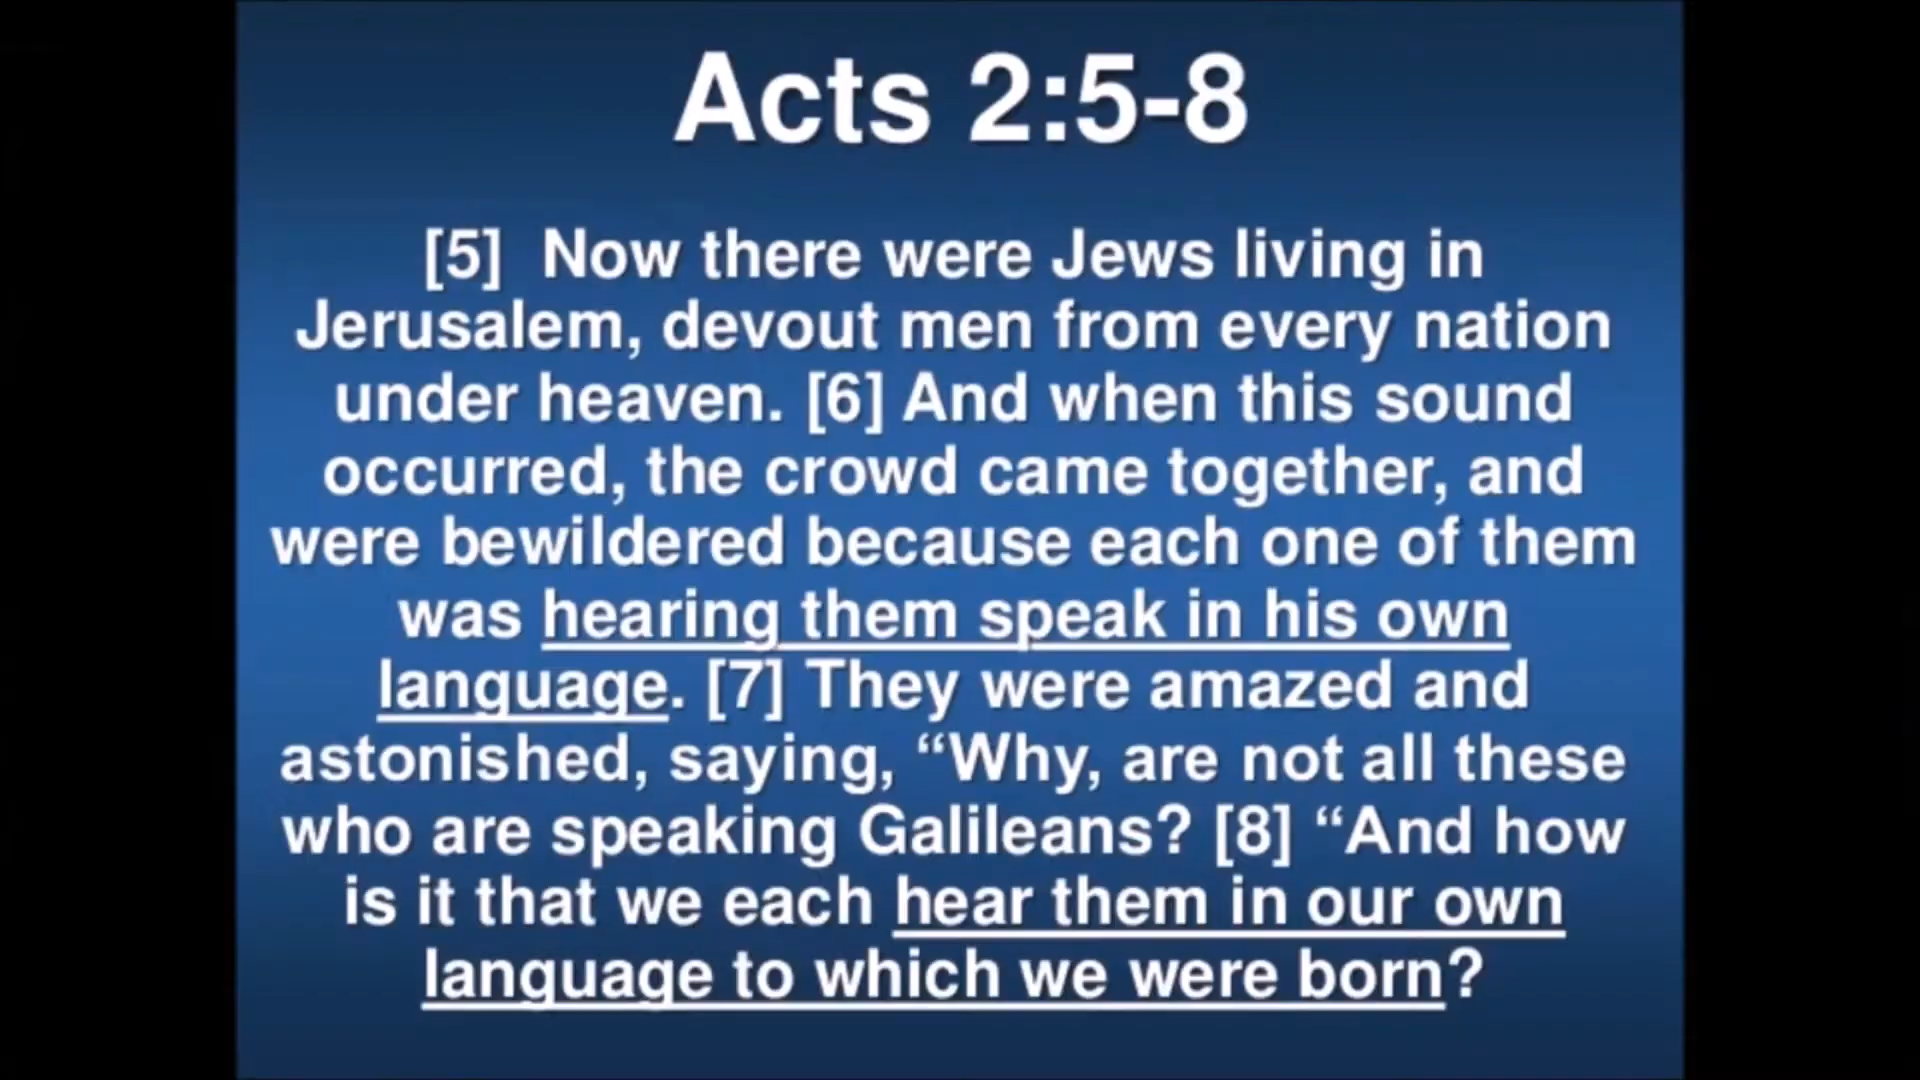 Acts 2:5-8
[5]  Now there were Jews living in
Jerusalem, devout men from every nation
under heaven. [6] And when this sound
occurred, the crowd came together, and
were bewildered because each one of them
was hearing them speak in his own
language. [7] They were amazed and
astonished, saying, “Why, are not all these
who are speaking Galileans? [8] “And how
is it that we each hear them in our own
language to which we were born?